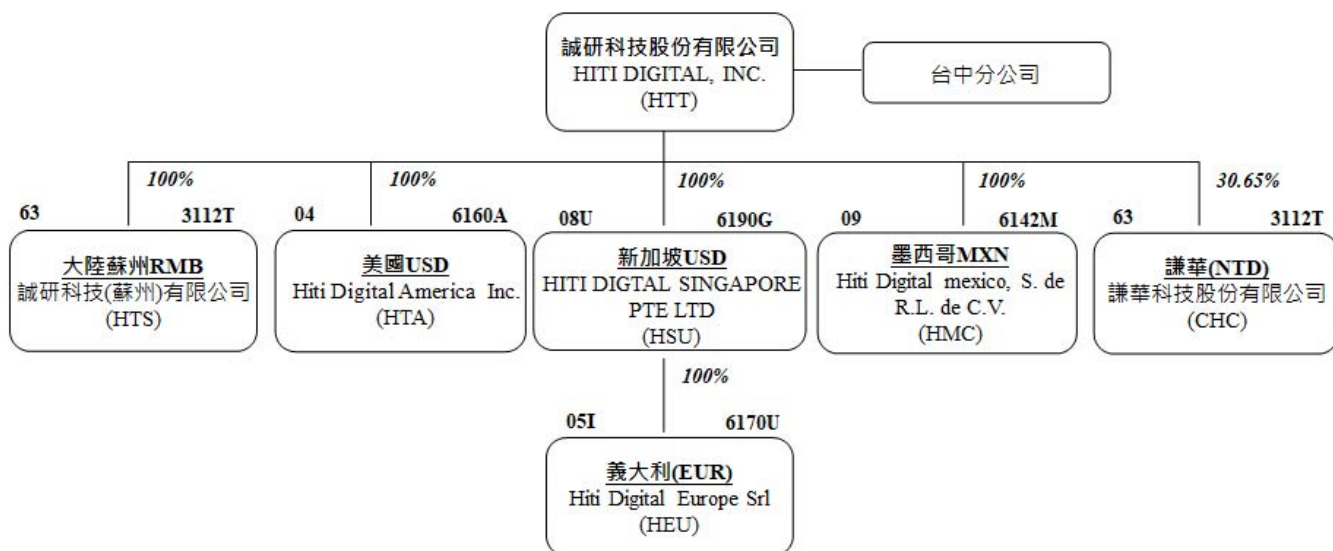 誠研科技股份有限公司
HITI DIGITAL, INC.
(HTT)
台中分公司
100%
100%
100%
100%
30.65%
63
3112T
04
6160A
08U
6190G
09
6142M
63
3112T
大陸蘇州RMB
誠研科技(蘇州)有限公司
(HTS)
美國USD
Hiti Digital America Inc.
(HTA)
新加坡USD
HITI DIGTAL SINGAPORE
PTE LTD
(HSU)
墨西哥MXN
Hiti Digital mexico, S. de
R.L. de C.V.
(HMC)
謙華(NTD)
謙華科技股份有限公司
(CHC)
100%
05I
6170U
義大利(EUR)
Hiti Digital Europe Srl
(HEU)